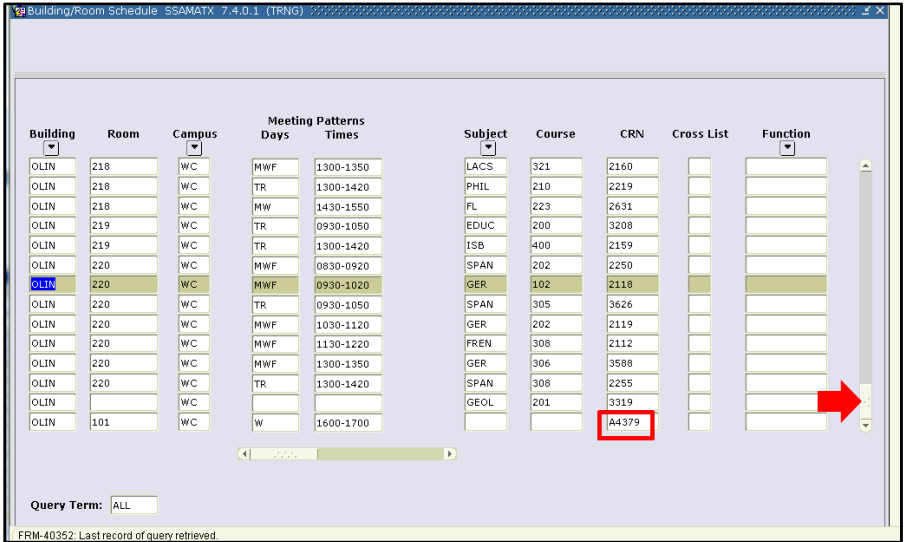 Building/Room Schedule SSAMATX 7.4.0.1 (TRNG)
Meeting Patterns
Building Room Campus Days Times Subject Course CRN Cross List Function
OLIN 218 WC MWF 1300-1350 LACS 321 2160
OLIN 218 WC TR 1300-1420 PHIL 210 2219
OLIN 218 WC MW 1430-1550 FL 223 2631
OLIN 219 WC TR 0930-1050 EDUC 200 3208
OLIN 219 WC TR 1300-1420 ISB 400 2159
OLIN 220 WC MWF 0830-0920 SPAN 202 2250
OLIN 220 WC MWF 0930-1020 GER 102 2118
OLIN 220 WC TR 0930-1050 SPAN 305 3626
OLIN 220 WC MWF 1030-1120 GER 202 2119
OLIN 220 WC MWF 1130-1220 FREN 308 2112
OLIN 220 WC MWF 1300-1350 GER 306 3588
OLIN 220 WC TR 1300-1420 SPAN 308 2255
OLIN WC GEOL 201 3319
OLIN 101 WC W 1600-1700 A4379
Query Term: ALL
FRM-40352: Last record of query retrieved.